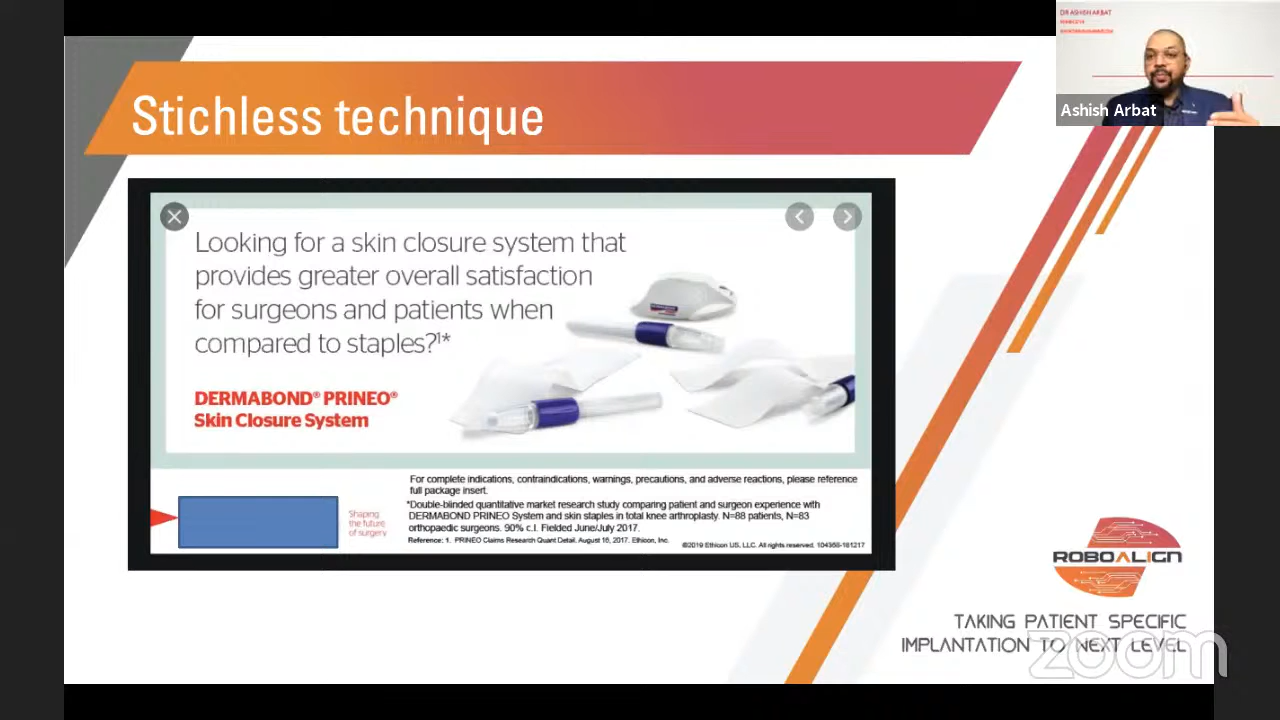 DR ASHISH ARBAT
Ashish Arbat
Stichless technique
Looking for a skin closure system that
provides greater overall satisfaction
for surgeons and patients when
compared to staples?¹*
DERMABOND® PRINEO®
Skin Closure System
For complete indications, contraindications, warnings, precautions, and adverse reactions, please reference
full package insert.
*Double-blinded quantitative market research study comparing patient and surgeon experience with
DERMABOND PRINEO System and skin staples in total knee arthroplasty. N=88 patients, N=83
orthopaedic surgeons. 90% c.I. Fielded June/July 2017.
Reference: 1. PRINEO Claims Research Quant Detail. August 16, 2017. Ethicon, Inc.
©2019 Ethicon US, LLC. All rights reserved. 104356-181217
Shaping
the future
of surgery
ROBOALIGN
TAKING PATIENT SPECIFIC
IMPLANTATION TO NEXT LEVEL
zoom